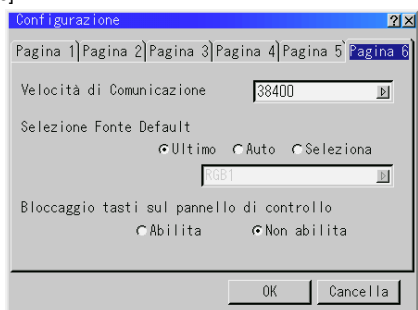 Configurazione
Pagina 1 Pagina 2 Pagina 3 Pagina 4 Pagina 5 Pagina 6
Velocità di Comunicazione 38400
Selezione Fonte Default
Ultimo Auto Seleziona
RGB1
Bloccaggio tasti sul pannello di controllo
Abilita Non abilita
OK Cancella